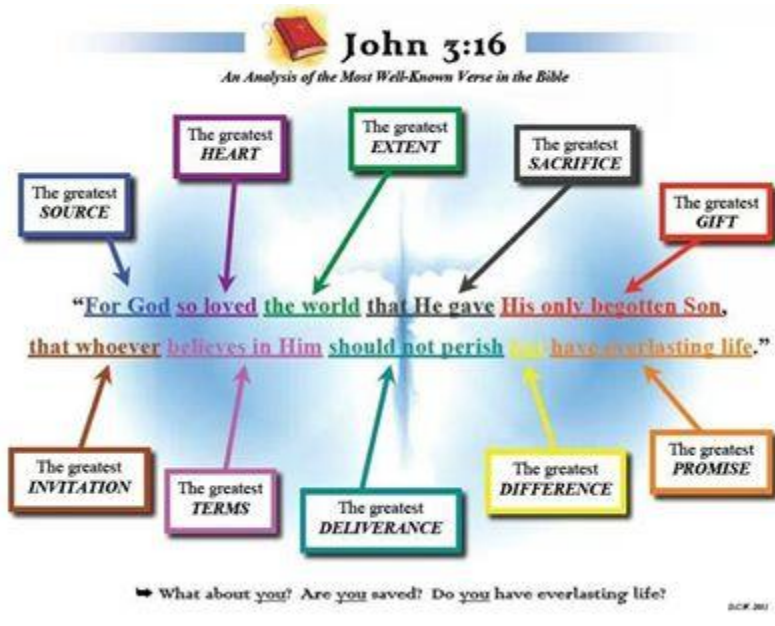 John 3:16
An Analysis of the Most Well-Known Verse in the Bible
The greatest
SOURCE
The greatest
HEART
The greatest
EXTENT
The greatest
SACRIFICE
The greatest
GIFT
“For God so loved the world that He gave His only begotten Son,
that whoever believes in Him should not perish but have everlasting life.”
The greatest
INVITATION
The greatest
TERMS
The greatest
DELIVERANCE
The greatest
DIFFERENCE
The greatest
PROMISE
➥ What about you? Are you saved? Do you have everlasting life?